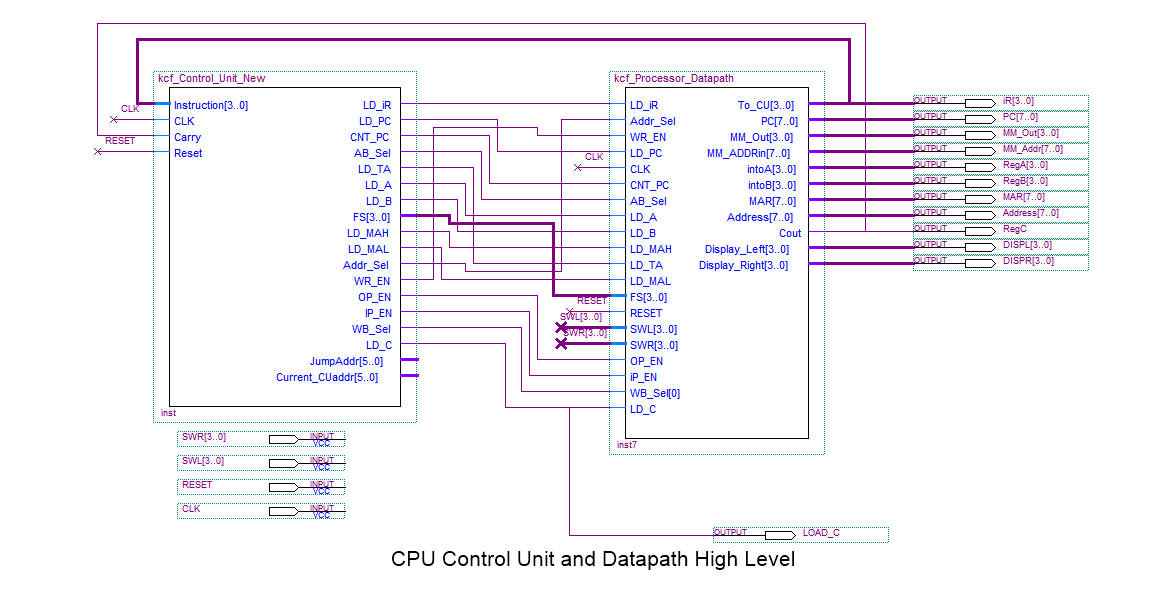 kcf_Control_Unit_New
Instruction[3..0]
CLK
CLK
Carry
RESET
Reset
LD_iR
LD_PC
CNT_PC
AB_Sel
LD_TA
LD_A
LD_B
FS[3..0]
LD_MAH
LD_MAL
Addr_Sel
WR_EN
OP_EN
IP_EN
WB_Sel
LD_C
JumpAddr[5..0]
Current_CUaddr[5..0]
inst
kcf_Processor_Datapath
LD_iR
Addr_Sel
WR_EN
LD_PC
CLK
CLK
CNT_PC
AB_Sel
LD_A
LD_B
LD_MAH
LD_TA
LD_MAL
FS[3..0]
RESET
RESET
SWL[3..0]
SWL[3..0]
SWR[3..0]
SWR[3..0]
OP_EN
iP_EN
WB_Sel[0]
LD_C
To_CU[3..0]
PC[7..0]
MM_Out[3..0]
MM_ADDRin[7..0]
intoA[3..0]
intoB[3..0]
MAR[7..0]
Address[7..0]
Cout
Display_Left[3..0]
Display_Right[3..0]
inst7
OUTPUT iR[3..0]
OUTPUT PC[7..0]
OUTPUT MM_Out[3..0]
OUTPUT MM_Addr[7..0]
OUTPUT RegA[3..0]
OUTPUT RegB[3..0]
OUTPUT MAR[7..0]
OUTPUT Address[7..0]
OUTPUT RegC
OUTPUT DISPL[3..0]
OUTPUT DISPR[3..0]
SWR[3..0] INPUT
VCC
SWL[3..0] INPUT
VCC
RESET INPUT
VCC
CLK INPUT
VCC
OUTPUT LOAD_C
CPU Control Unit and Datapath High Level